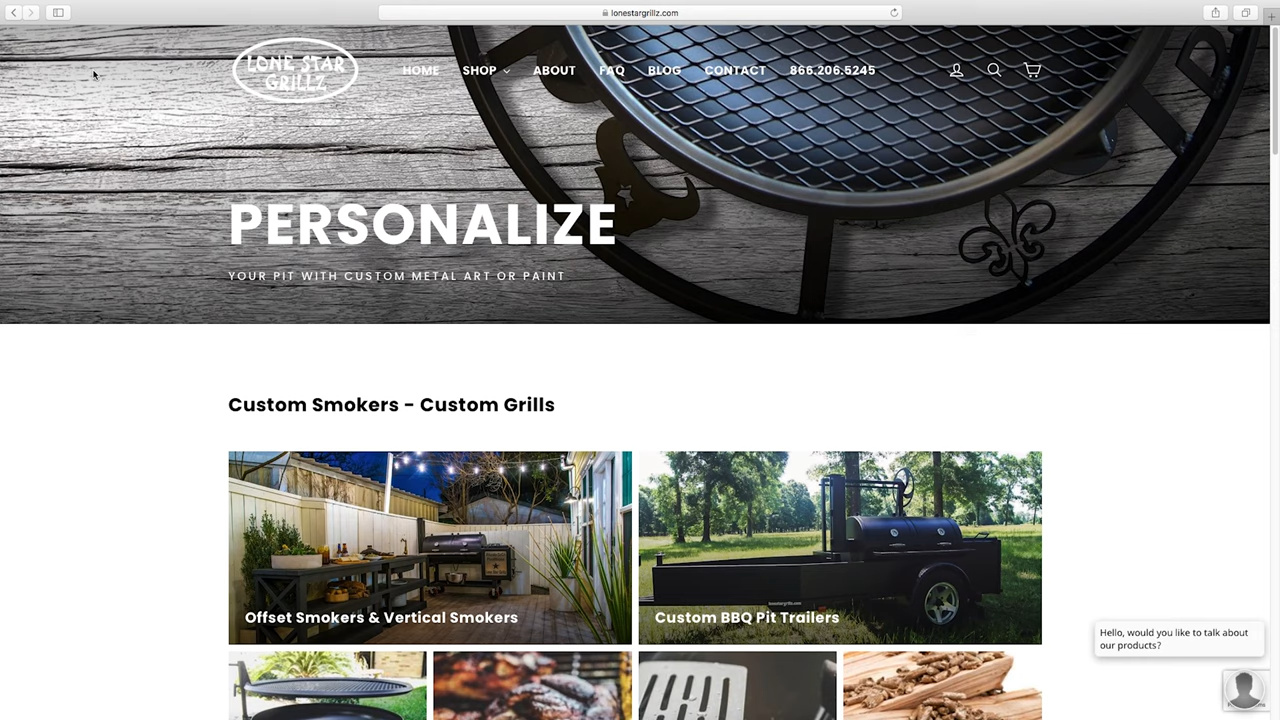 lonestargrillz.com
LONE STAR
GRILLZ
HOME SHOP ABOUT FAQ BLOG CONTACT 866.206.5245
PERSONALIZE
YOUR PIT WITH CUSTOM METAL ART OR PAINT
Custom Smokers - Custom Grills
Offset Smokers & Vertical Smokers
lonestargrillz.com
Custom BBQ Pit Trailers
Hello, would you like to talk about
our products?